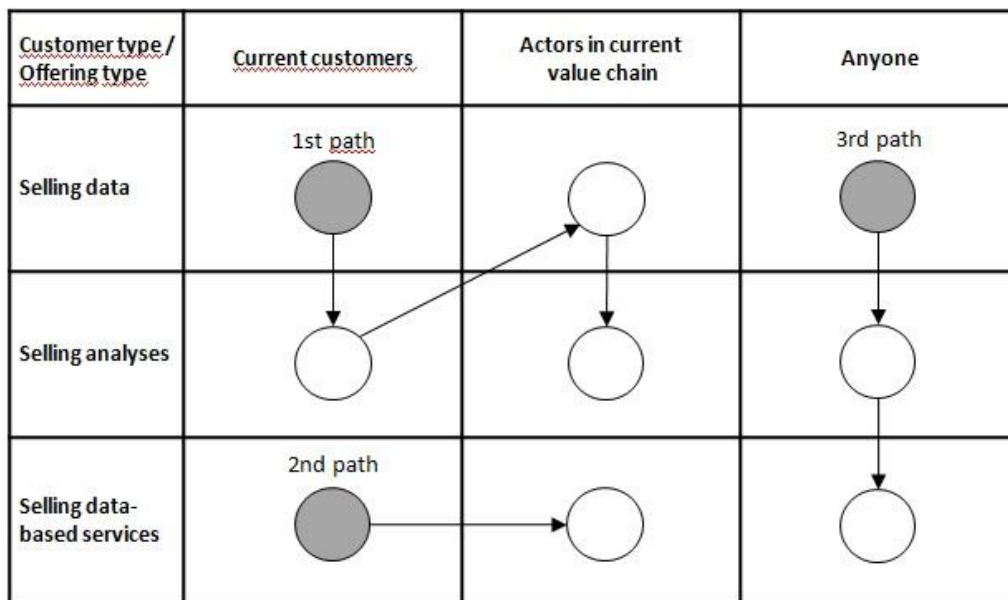 Customer type /
Offering type
Current customers
Actors in current
value chain
Anyone
Selling data
1st path
3rd path
Selling analyses
Selling data-
based services
2nd path